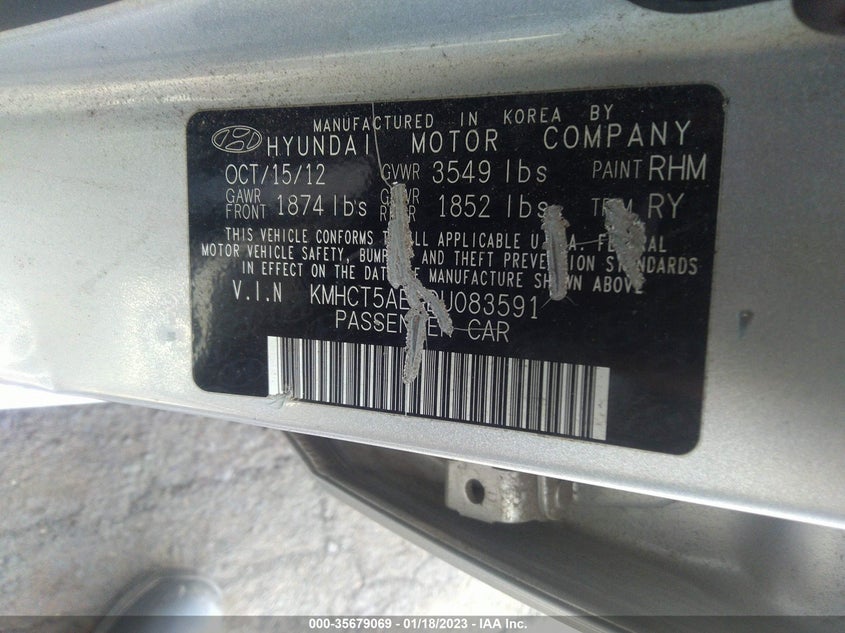 MANUFACTURED IN KOREA BY
HYUNDAI MOTOR COMPANY
OCT/15/12 GVWR 3549 lbs PAINT RHM
GAWR FRONT 1874 lbs 1852 lbs RY
THIS VEHICLE CONFORMS ALL APPLICABLE
MOTOR VEHICLE SAFETY, AND THEFT PREVENTION STANDARDS
IN EFFECT ON THE DATE OF MANUFACTURE SHOWN ABOVE
V.I.N
CAR
000-35679069 - 01/18/2023 - IAA Inc.